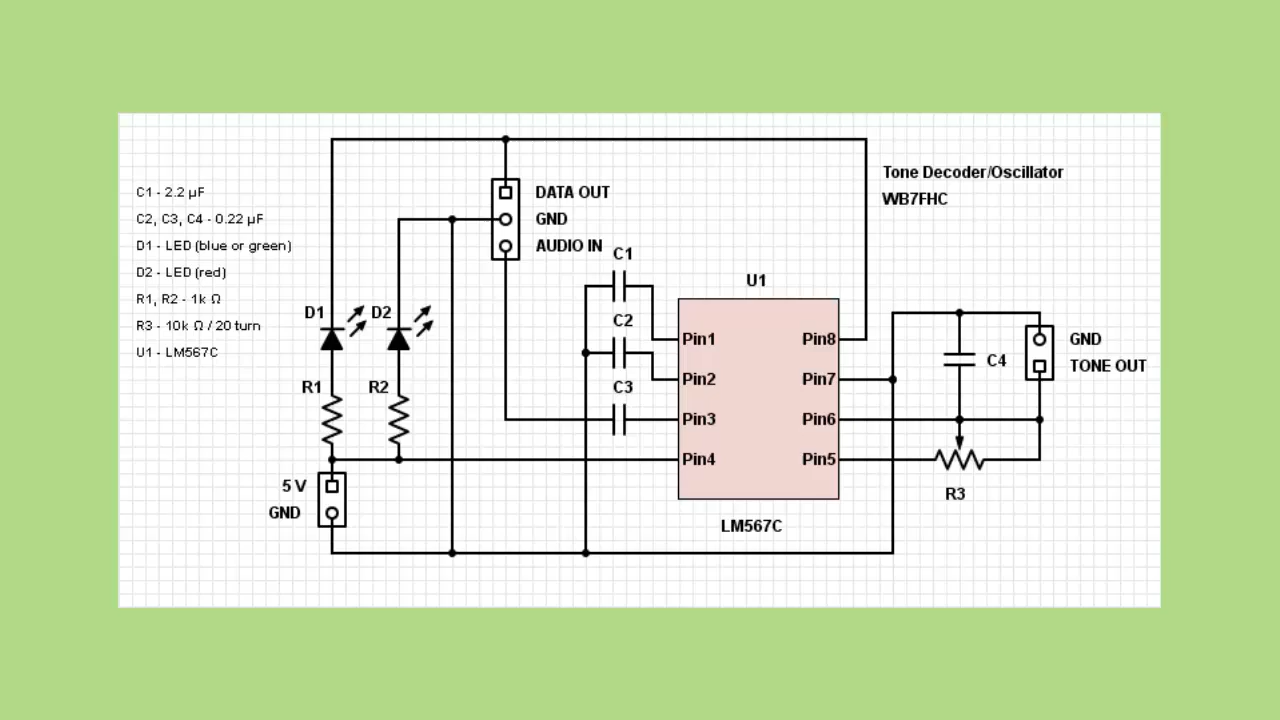 Tone Decoder/Oscillator
WB7FHC
C1 - 2.2 µF
C2, C3, C4 - 0.22 µF
D1 - LED (blue or green)
D2 - LED (red)
R1, R2 - 1k Ω
R3 - 10k Ω / 20 turn
U1 - LM567C
DATA OUT
GND
AUDIO IN
C1
C2
C3
D1
D2
R1
R2
5 V
GND
U1
Pin1
Pin2
Pin3
Pin4
Pin8
Pin7
Pin6
Pin5
LM567C
C4
GND
TONE OUT
R3